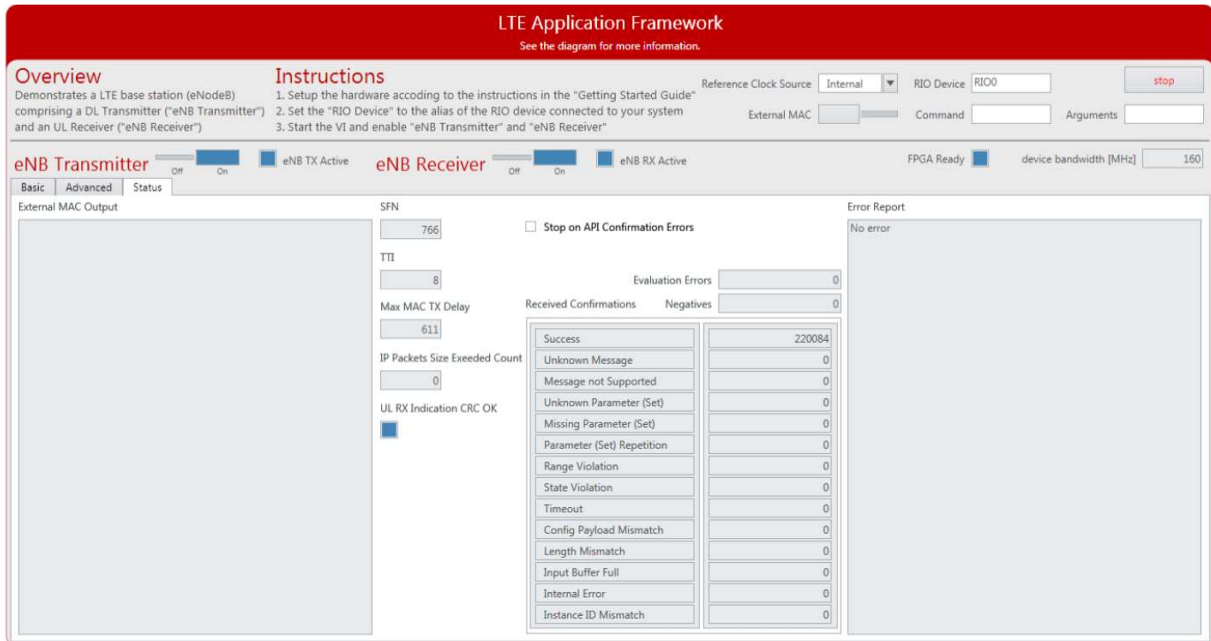 LTE Application Framework
See the diagram for more information.
Overview
Demonstrates a LTE base station (eNodeB)
comprising a DL Transmitter ("eNB Transmitter")
and an UL Receiver ("eNB Receiver")
Instructions
1. Setup the hardware accoding to the instructions in the "Getting Started Guide"
2. Set the "RIO Device" to the alias of the RIO device connected to your system
3. Start the VI and enable "eNB Transmitter" and "eNB Receiver"
Reference Clock Source Internal RIO Device RIO0 stop
External MAC Command Arguments
eNB Transmitter Off On eNB TX Active eNB Receiver Off On eNB RX Active FPGA Ready device bandwidth [MHz] 160
Basic Advanced Status
External MAC Output
SFN
766
TTI
8
Max MAC TX Delay
611
IP Packets Size Exeeded Count
0
UL RX Indication CRC OK
Stop on API Confirmation Errors
Evaluation Errors 0
Received Confirmations Negatives 0
Success 220084
Unknown Message 0
Message not Supported 0
Unknown Parameter (Set) 0
Missing Parameter (Set) 0
Parameter (Set) Repetition 0
Range Violation 0
State Violation 0
Timeout 0
Config Payload Mismatch 0
Length Mismatch 0
Input Buffer Full 0
Internal Error 0
Instance ID Mismatch 0
Error Report
No error